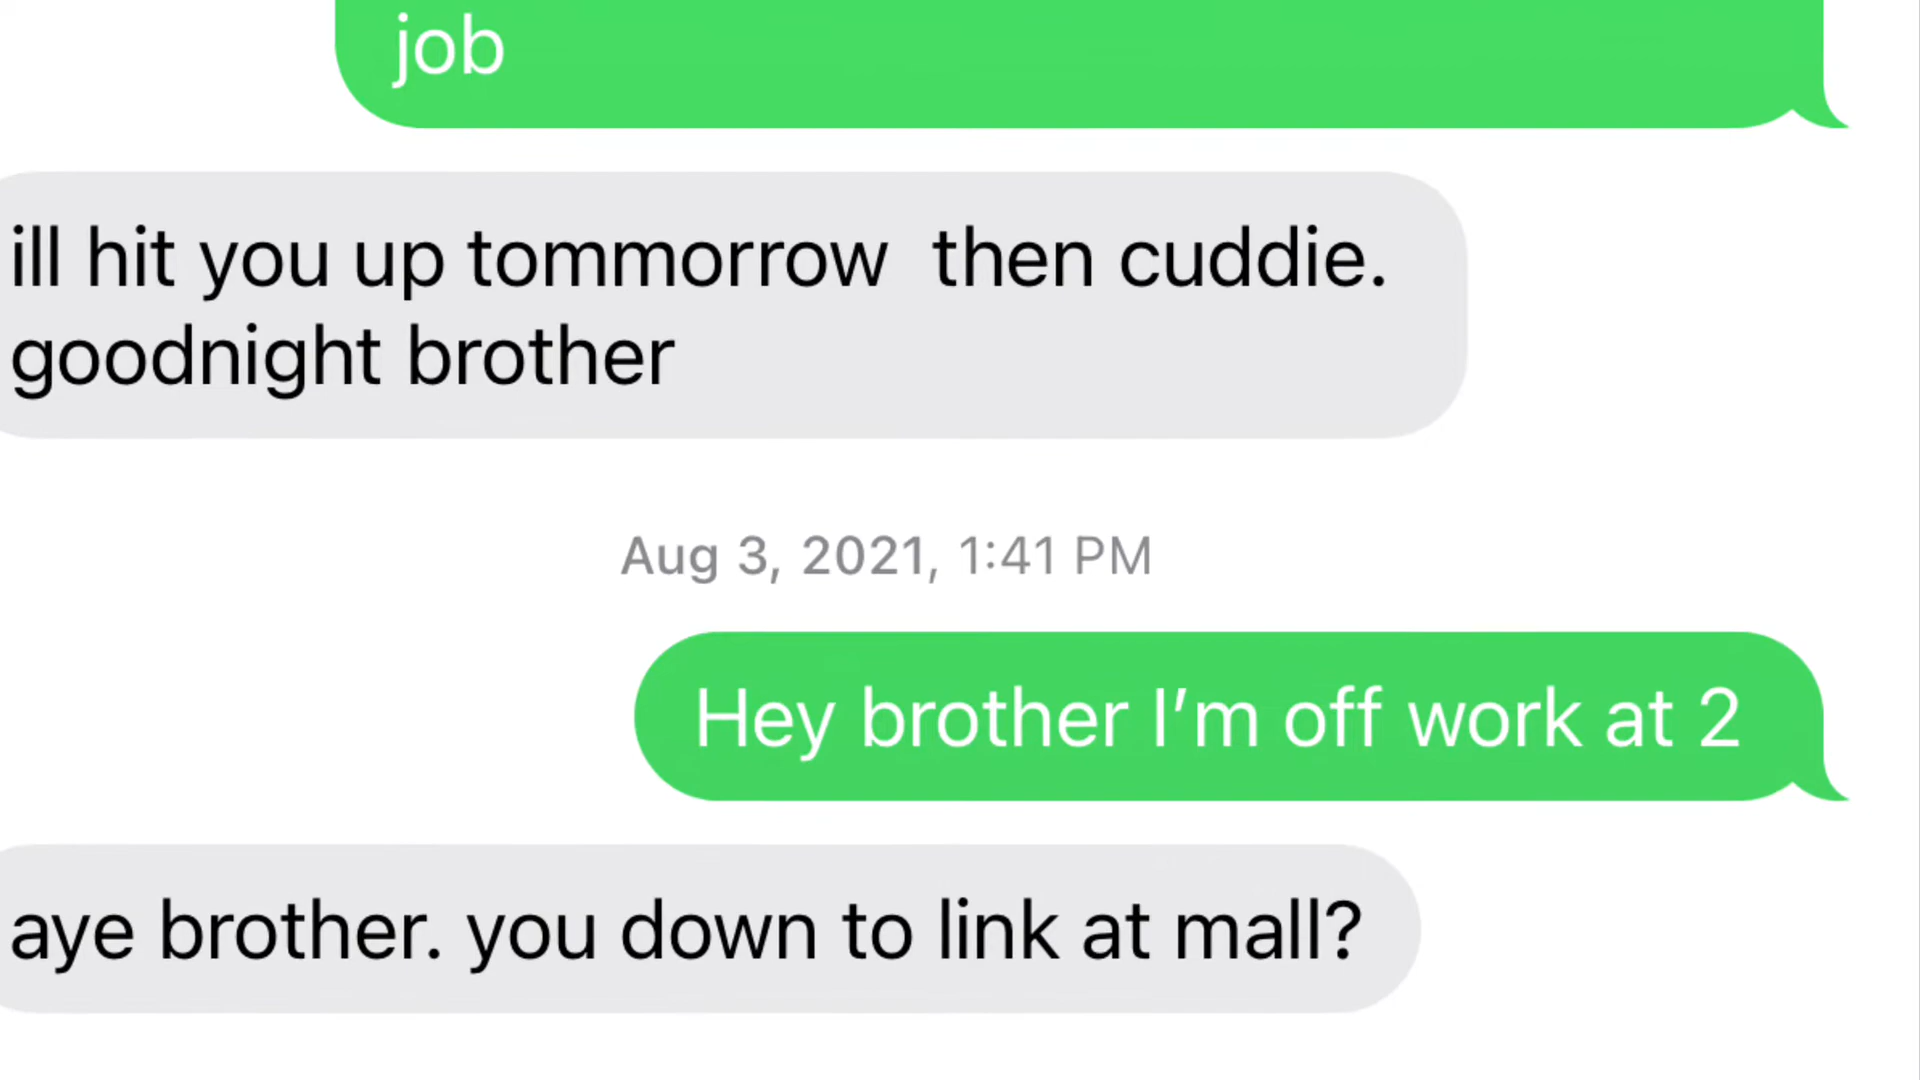 job
ill hit you up tommorrow  then cuddie.
goodnight brother
Aug 3, 2021, 1:41 PM
Hey brother I’m off work at 2
aye brother. you down to link at mall?